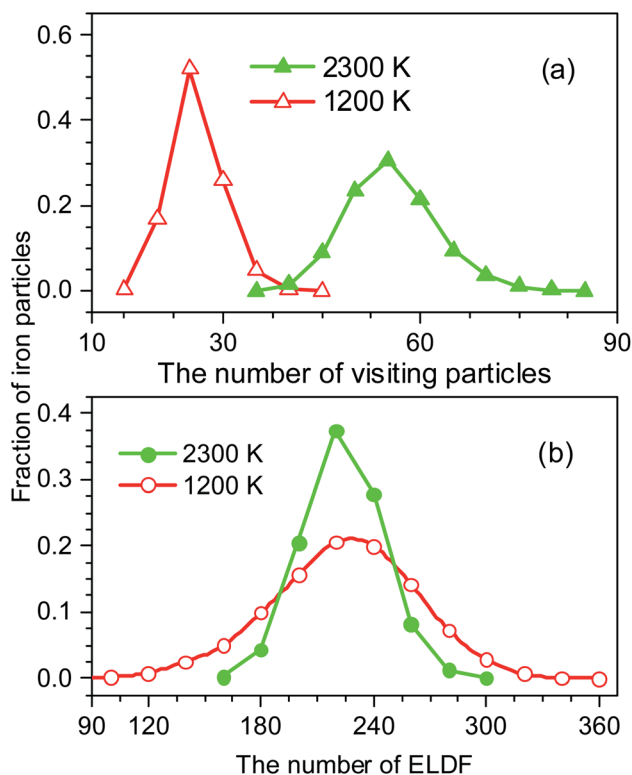 0.6
(a)
2300 K
1200 K
0.4
0.2
0.0
10 30 60 90
The number of visiting particles
Fraction of iron particles
0.4
(b)
2300 K
1200 K
0.3
0.2
0.1
0.0
90 120 180 240 300 360
The number of ELDF